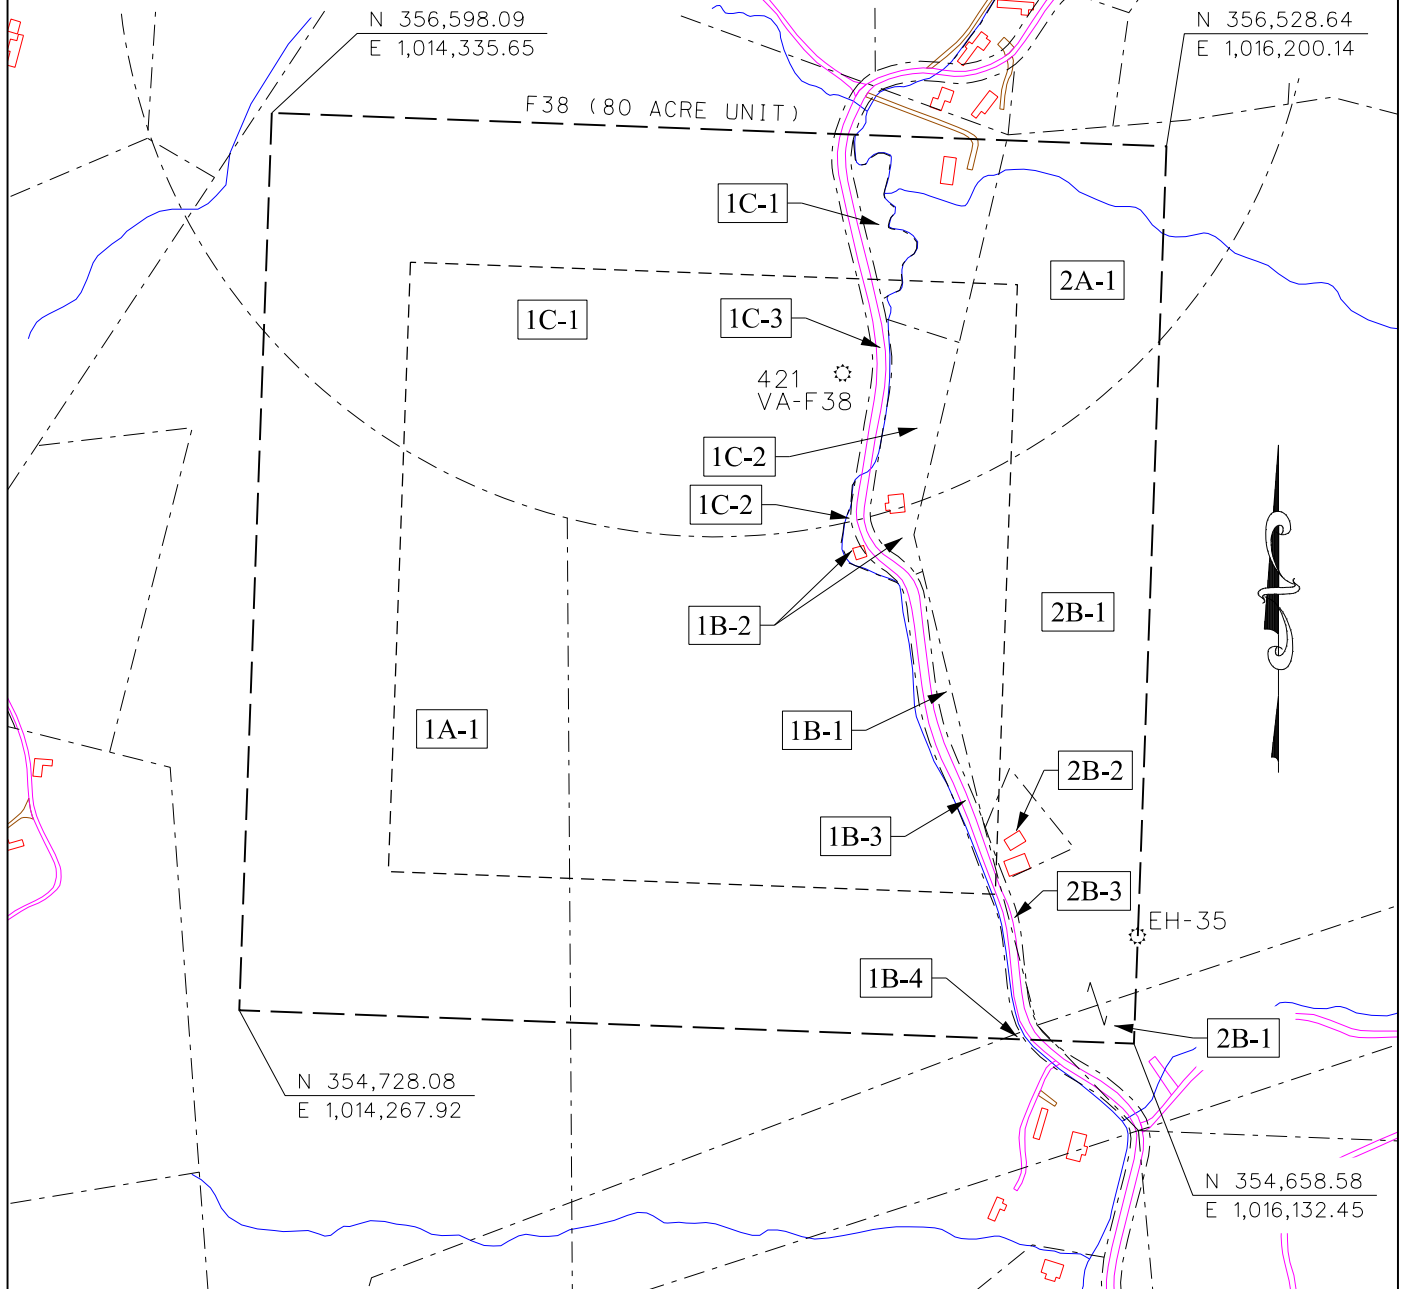 N 356,598.09
E 1,014,335.65
N 356,528.64
E 1,016,200.14
F38 (80 ACRE UNIT)
1C-1
2A-1
1C-1
1C-3
421
VA-F38
1C-2
1C-2
1B-2
2B-1
1A-1
1B-1
2B-2
1B-3
2B-3
EH-35
1B-4
2B-1
N 354,728.08
E 1,014,267.92
N 354,658.58
E 1,016,132.45